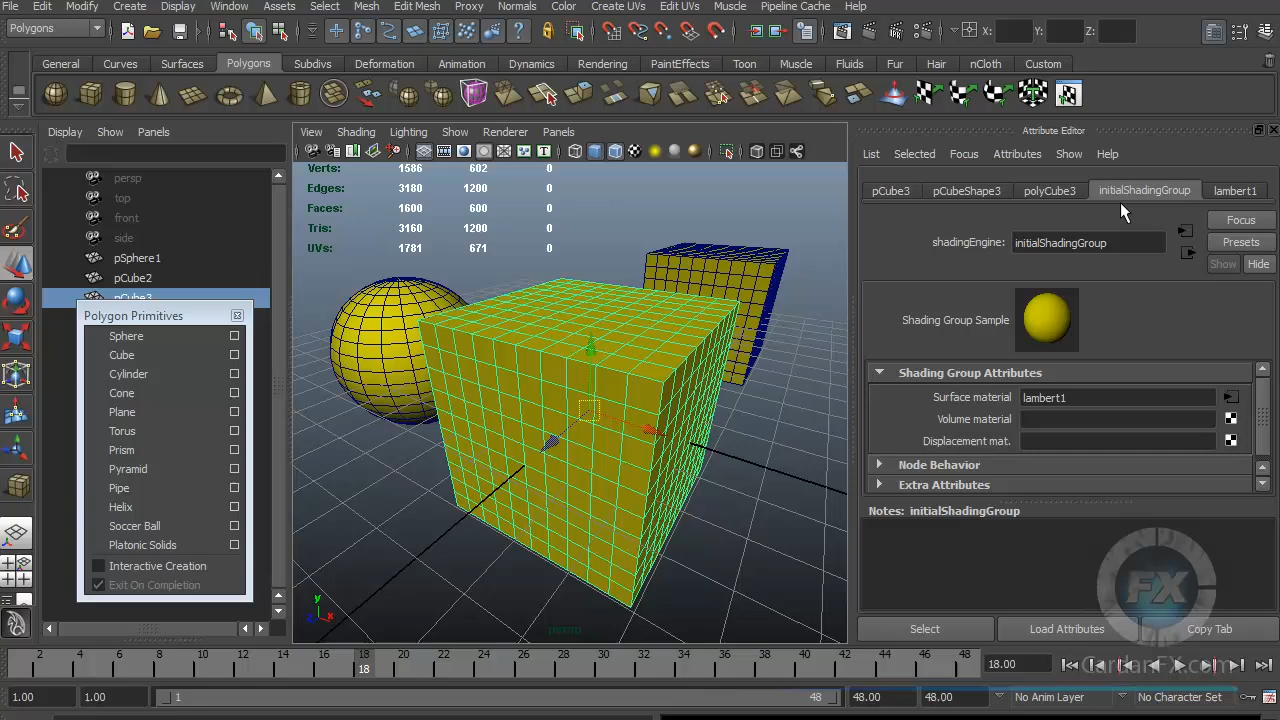 File Edit Modify Create Display Window Assets Select Mesh Edit Mesh Proxy Normals Color Create UVs Edit UVs Muscle Pipeline Cache Help
Polygons X: Y: Z:
General Curves Surfaces Polygons Subdivs Deformation Animation Dynamics Rendering PaintEffects Toon Muscle Fluids Fur Hair nCloth Custom
Display Show Panels
persp
top
front
side
pSphere1
pCube2
pCube3
Polygon Primitives
Sphere
Cube
Cylinder
Cone
Plane
Torus
Prism
Pyramid
Pipe
Helix
Soccer Ball
Platonic Solids
Interactive Creation
Exit On Completion
View Shading Lighting Show Renderer Panels
Verts: 1586 602 0
Edges: 3180 1200 0
Faces: 1600 600 0
Tris: 3160 1200 0
UVs: 1781 671 0
y
z x
persp
Attribute Editor
List Selected Focus Attributes Show Help
pCube3 pCubeShape3 polyCube3 initialShadingGroup lambert1
Focus
shadingEngine: initialShadingGroup Presets
Show Hide
Shading Group Sample
Shading Group Attributes
Surface material lambert1
Volume material
Displacement mat.
Node Behavior
Extra Attributes
Notes: initialShadingGroup
FX
Select Load Attributes Copy Tab
CardanFX.com
2 4 6 8 10 12 14 16 18 20 22 24 26 28 30 32 34 36 38 40 42 44 46 48
18 18.00
1.00 1.00 1 48 48.00 48.00 No Anim Layer No Character Set